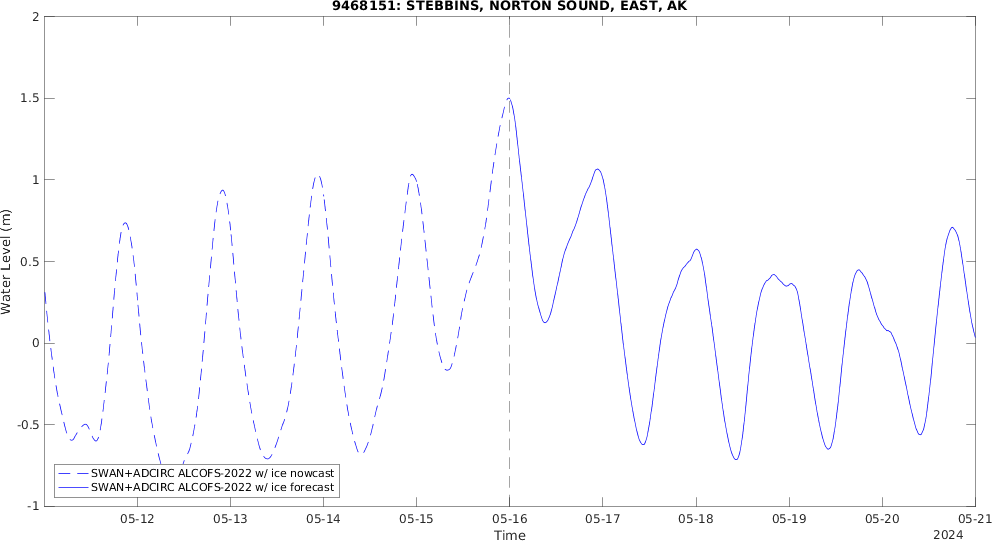 9468151: STEBBINS, NORTON SOUND, EAST, AK
2
1.5
1
0.5
0
-0.5
-1
Water Level (m)
SWAN+ADCIRC ALCOFS-2022 w/ ice nowcast
SWAN+ADCIRC ALCOFS-2022 w/ ice forecast
05-12 05-13 05-14 05-15 05-16 05-17 05-18 05-19 05-20 05-21
Time
2024